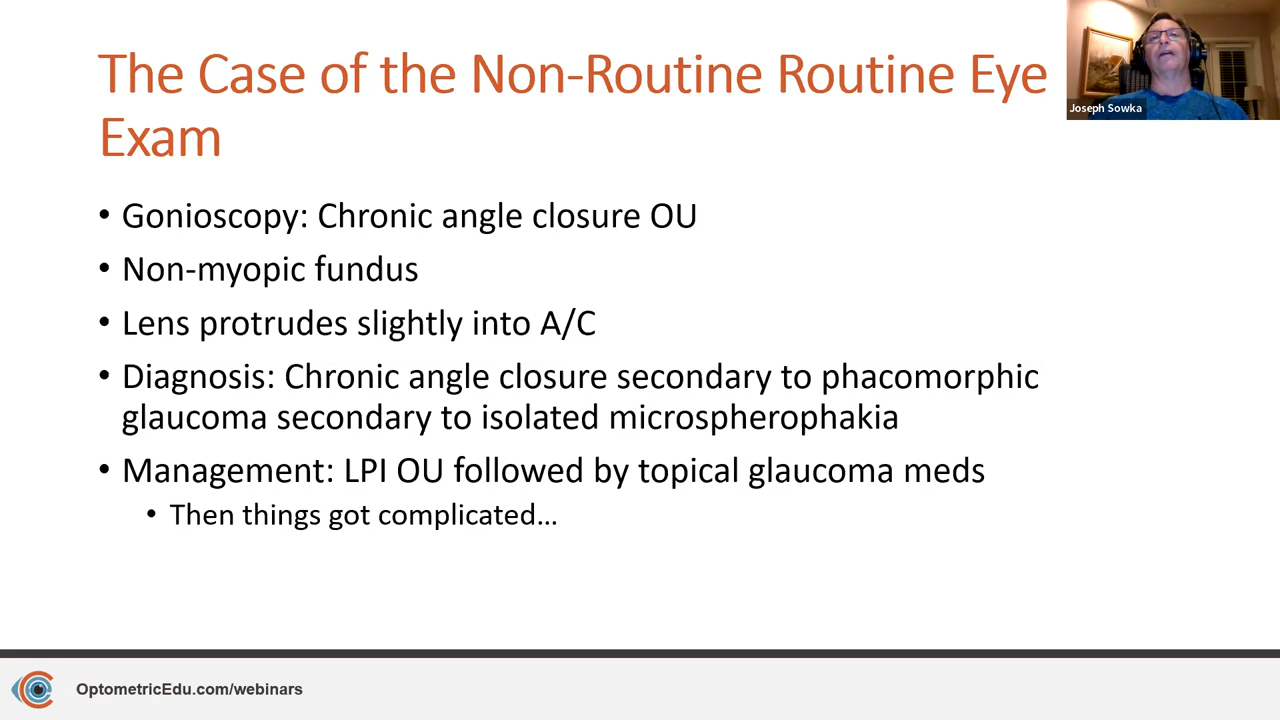 The Case of the Non-Routine Routine Eye
Exam
Joseph Sowka
• Gonioscopy: Chronic angle closure OU
• Non-myopic fundus
• Lens protrudes slightly into A/C
• Diagnosis: Chronic angle closure secondary to phacomorphic
glaucoma secondary to isolated microspherophakia
• Management: LPI OU followed by topical glaucoma meds
• Then things got complicated…
OptometricEdu.com/webinars